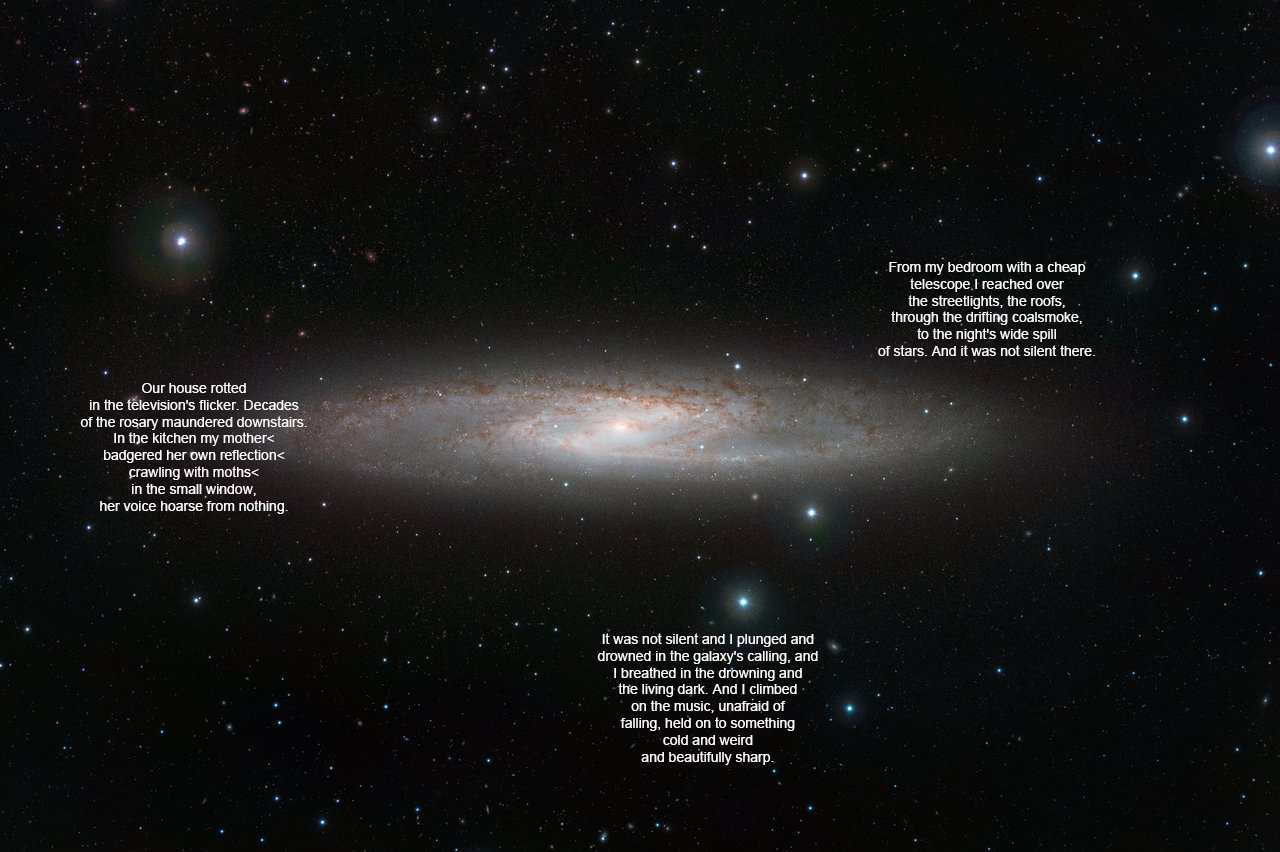 Our house rotted
in the television's flicker. Decades
of the rosary maundered downstairs.
In the kitchen my mother<
badgered her own reflection<
crawling with moths<
in the small window,
her voice hoarse from nothing.
From my bedroom with a cheap
telescope I reached over
the streetlights, the roofs,
through the drifting coalsmoke,
to the night's wide spill
of stars. And it was not silent there.
It was not silent and I plunged and
drowned in the galaxy's calling, and
I breathed in the drowning and
the living dark. And I climbed
on the music, unafraid of
falling, held on to something
cold and weird
and beautifully sharp.